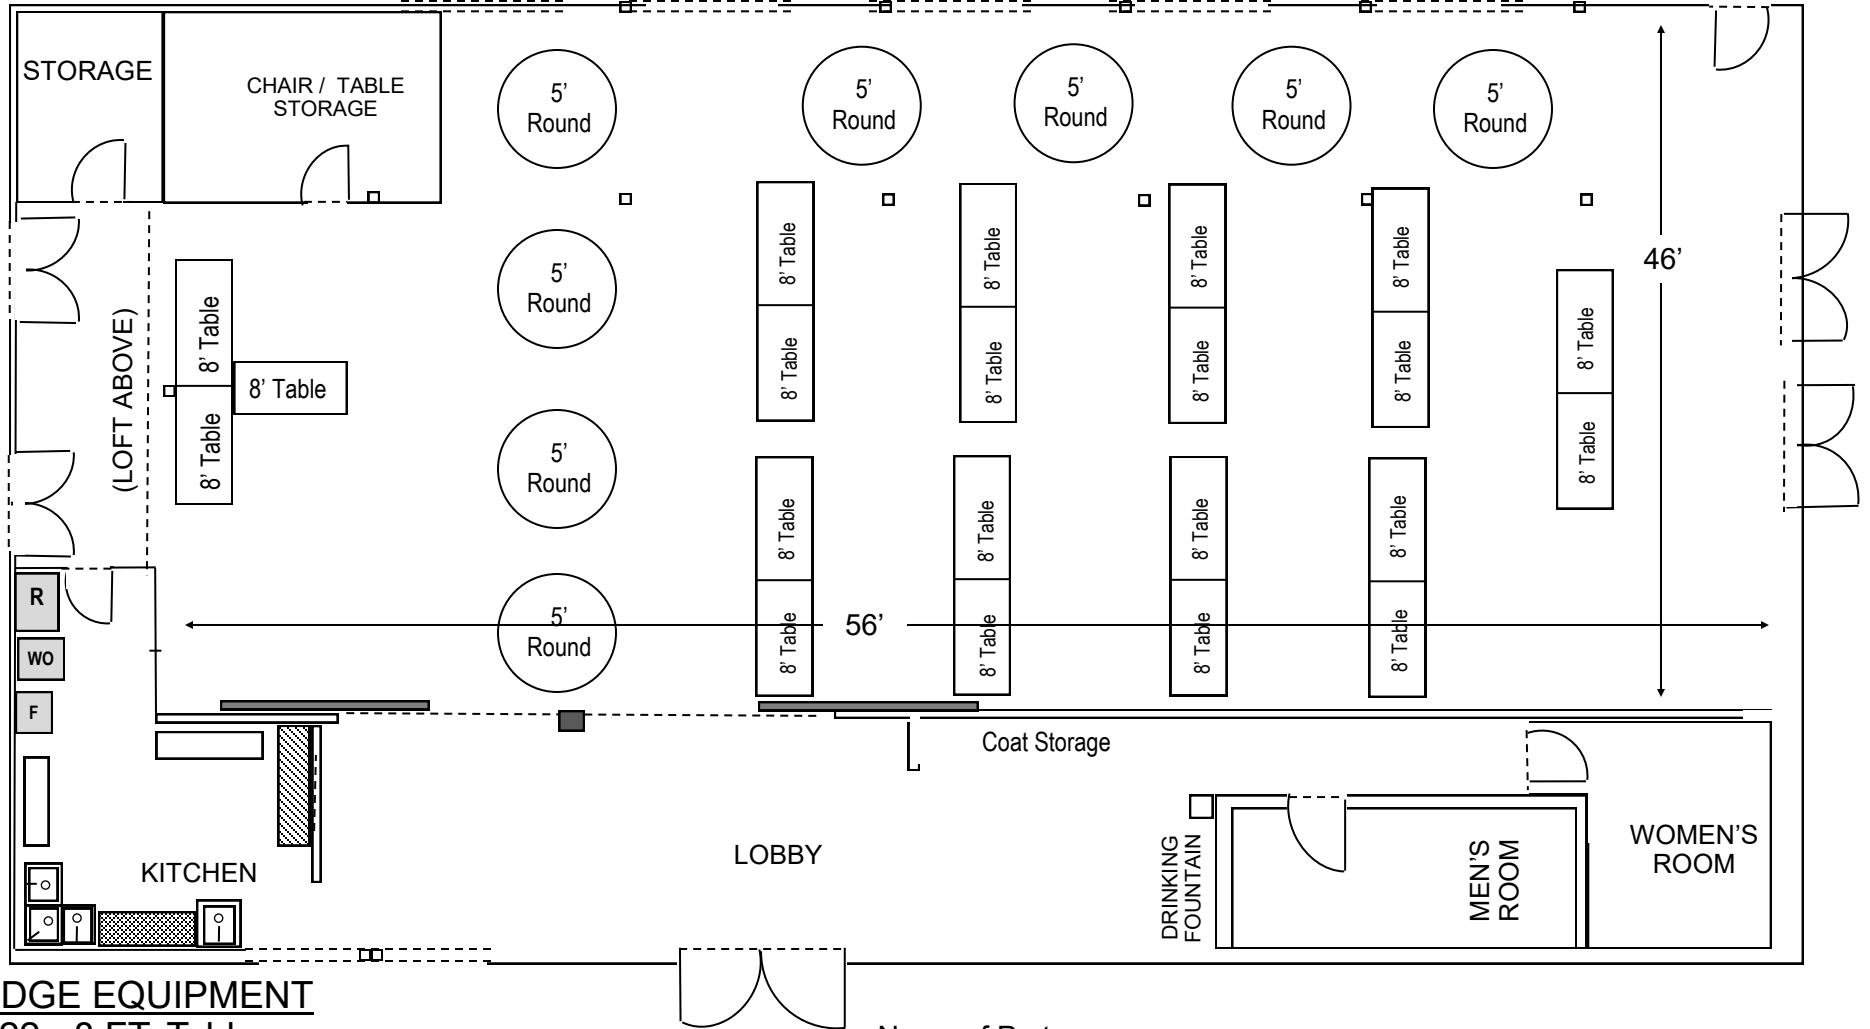 STORAGE
CHAIR / TABLE
STORAGE
5’
Round
5’
Round
5’
Round
5’
Round
5’
Round
5’
Round
5’
Round
5’
Round
8’ Table
8’ Table
8’ Table
8’ Table
8’ Table
8’ Table
8’ Table
8’ Table
46’
(LOFT ABOVE)
8’ Table
8’ Table
8’ Table
8’ Table
8’ Table
8’ Table
8’ Table
8’ Table
8’ Table
8’ Table
8’ Table
8’ Table
8’ Table
56’
R
WO
F
Coat Storage
KITCHEN
LOBBY
DRINKING
FOUNTAIN
MEN’S
ROOM
WOMEN’S
ROOM
DGE EQUIPMENT